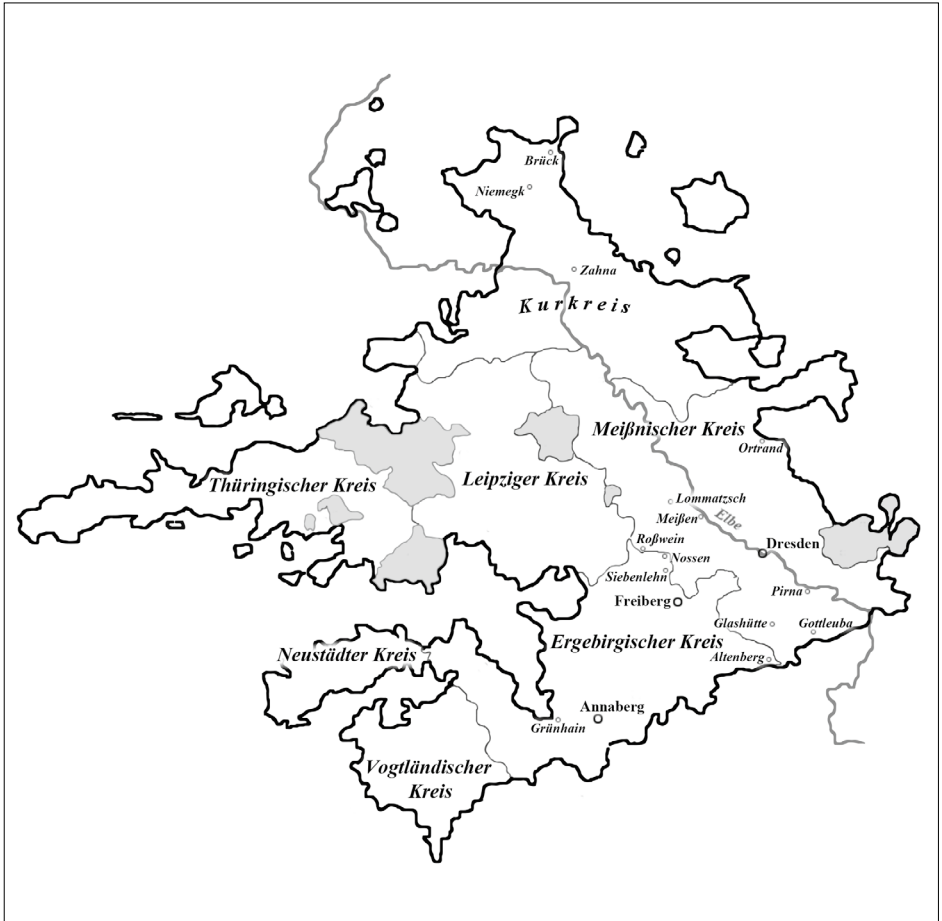 Brück
Niemegk
Zahna
Kurkreis
Meißnischer Kreis
Ortrand
Thüringischer Kreis
Leipziger Kreis
Lommatzsch
Meißen
Elbe
Roßwein
Dresden
Nossen
Siebenlehn
Pirna
Freiberg
Glashütte
Gottleuba
Ergebirgischer Kreis
Neustädter Kreis
Altenberg
Annaberg
Grünhain
Vogtländischer
Kreis